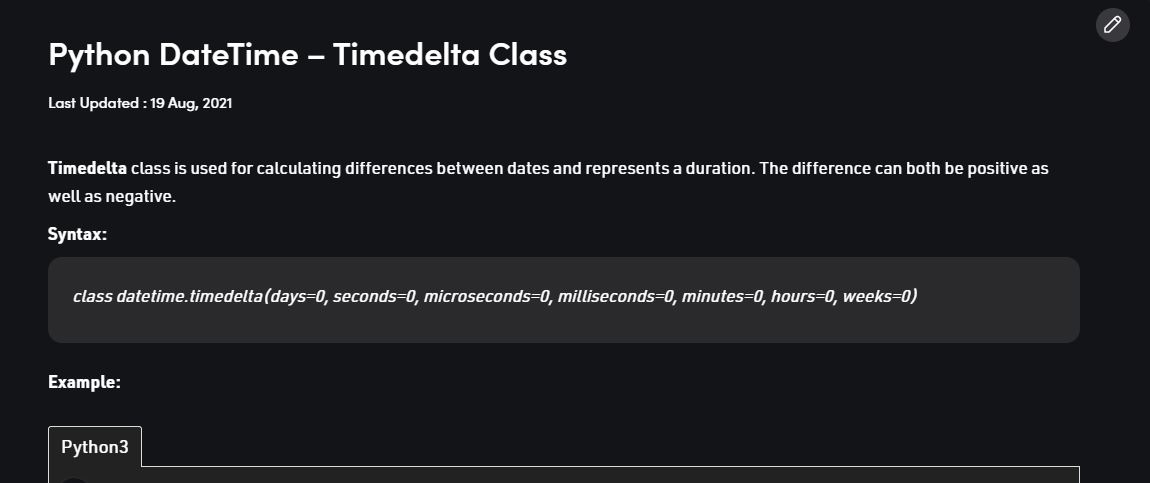 Python DateTime – Timedelta Class
Last Updated : 19 Aug, 2021
Timedelta class is used for calculating differences between dates and represents a duration. The difference can both be positive as
well as negative.
Syntax:
class datetime.timedelta(days=0, seconds=0, microseconds=0, milliseconds=0, minutes=0, hours=0, weeks=0)
Example:
Python3